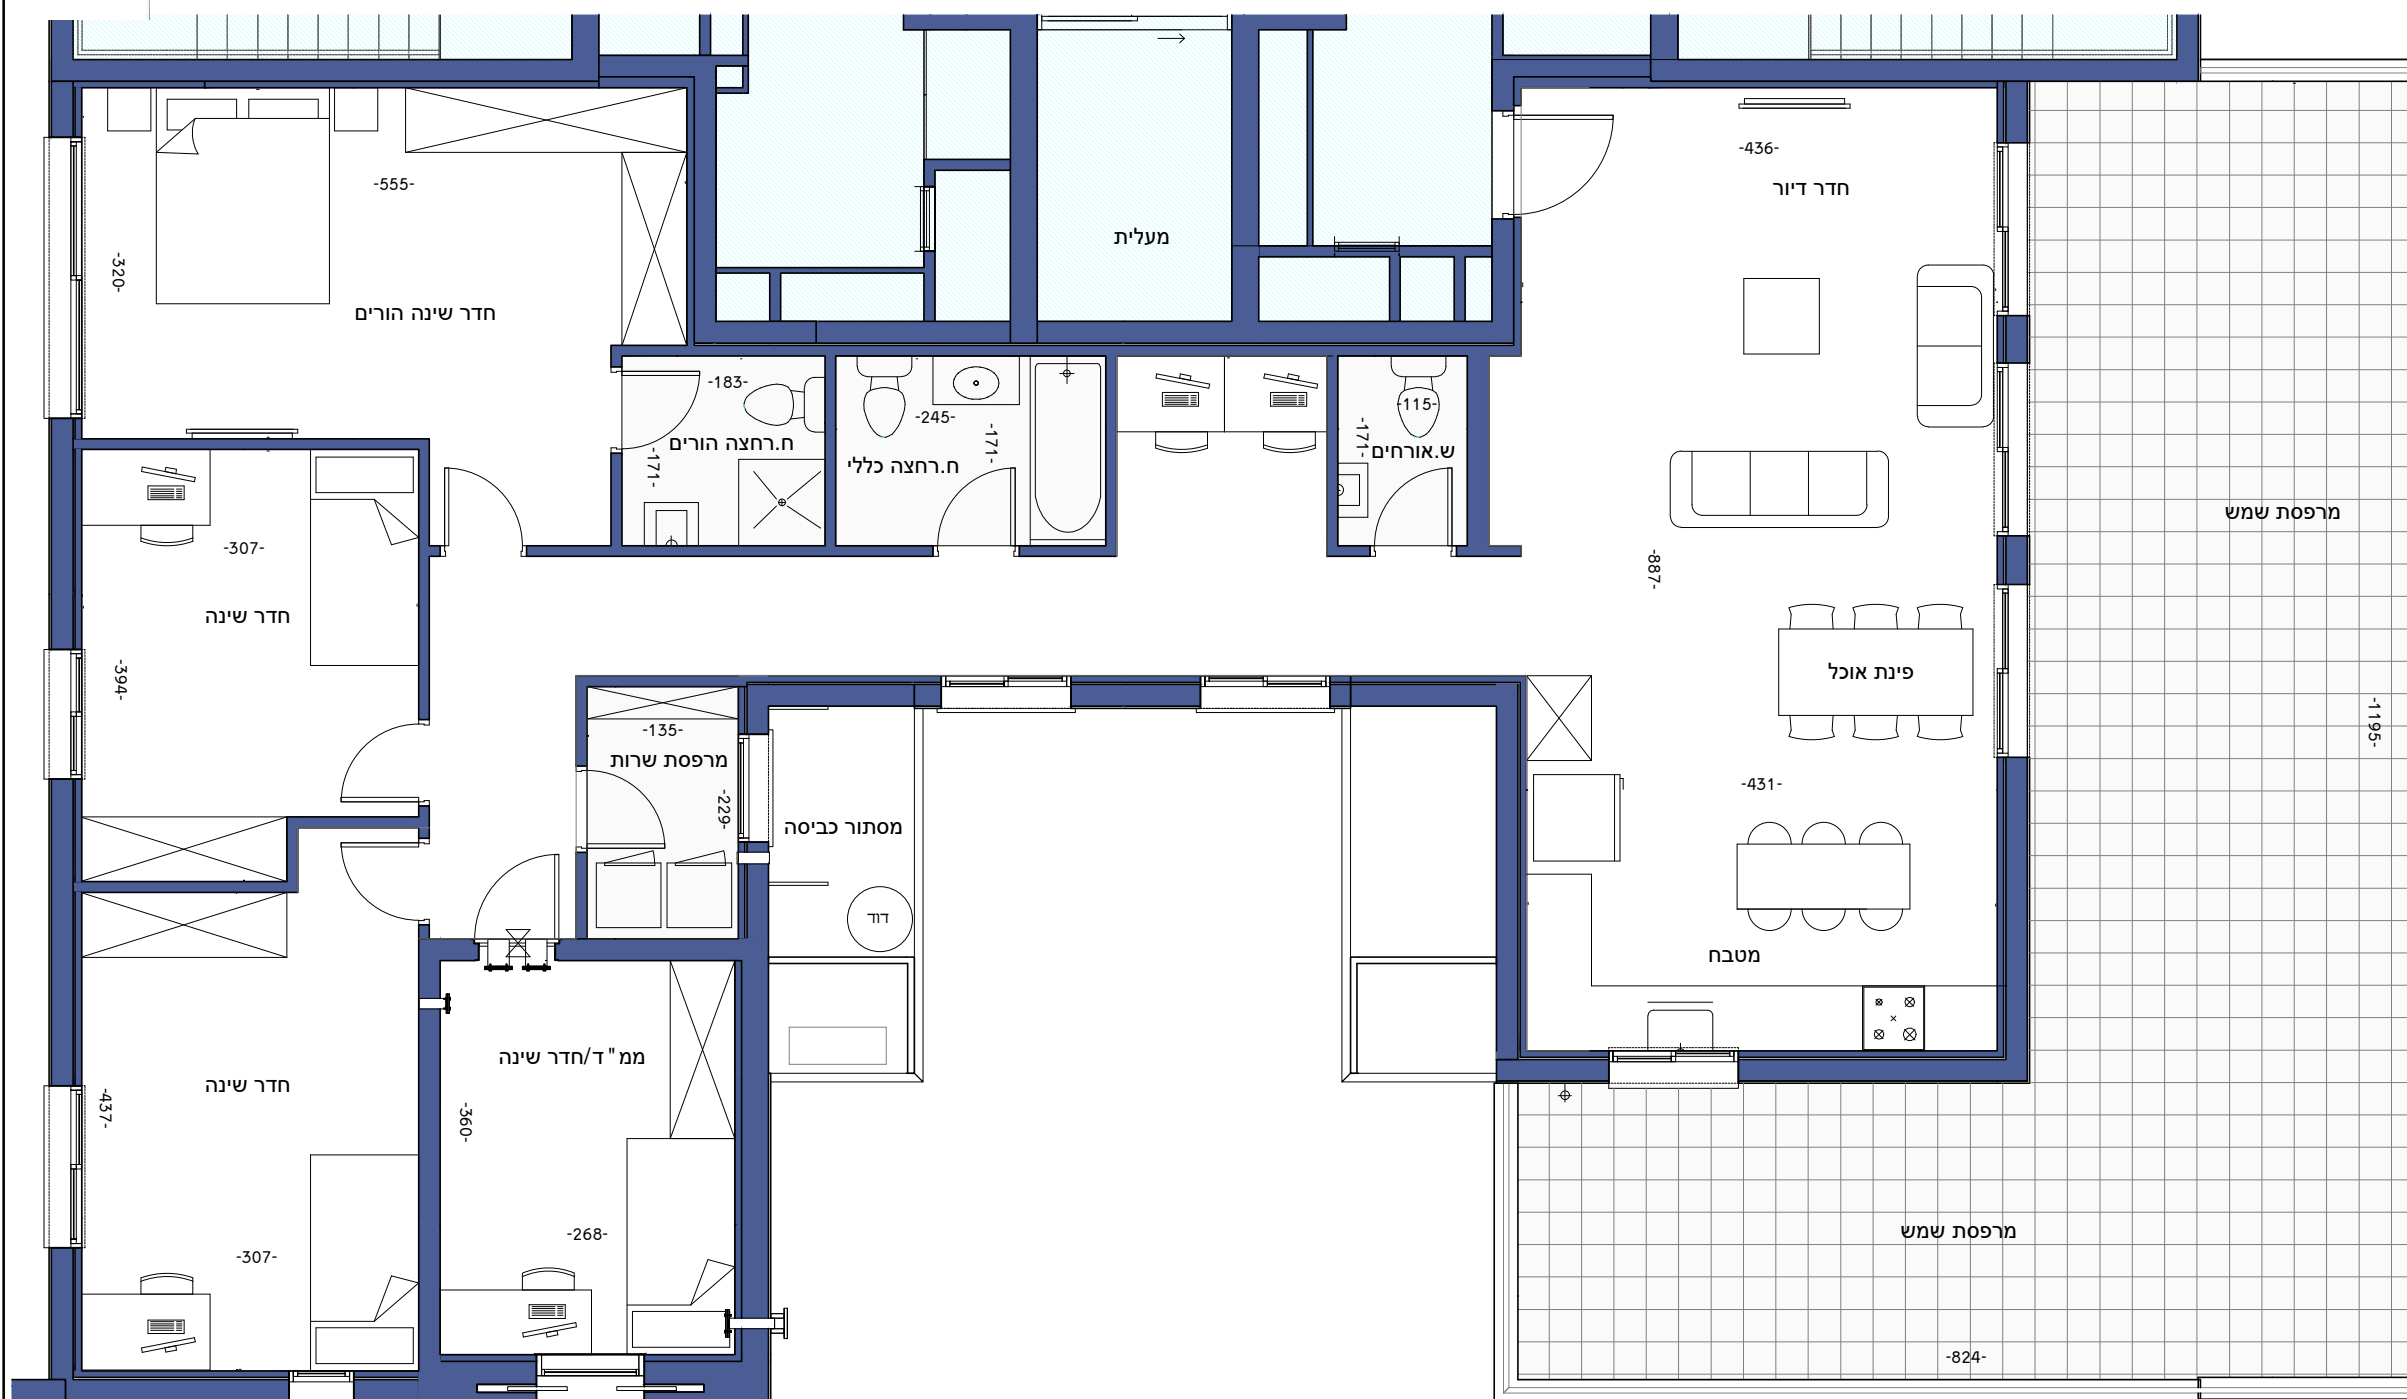 -436-
חדר דיור
-555-
מעלית
-320-
חדר שינה הורים
-183-
-115-
-245-
-171-
-171-
-171-
ח.רחצה הורים
ח.רחצה כללי
ש.אורחים
מרפסת שמש
-307-
-887-
חדר שינה
-394-
פינת אוכל
-1195-
-135-
מרפסת שרות
-229-
-431-
מסתור כביסה
דוד
מטבח
ממ"ד/חדר שינה
חדר שינה
-437-
-360-
-268-
-307-
מרפסת שמש
-824-